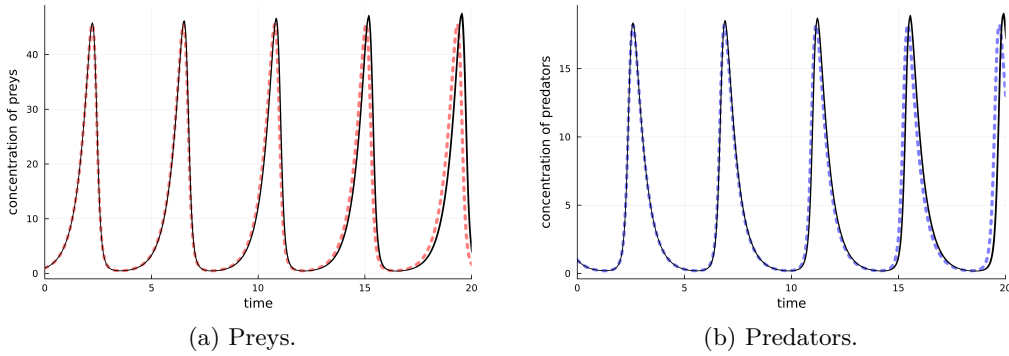 concentration of preys
40
30
20
10
0
0 5 10 15 20
time
(a) Preys.
concentration of predators
15
10
5
0
0 5 10 15 20
time
(b) Predators.